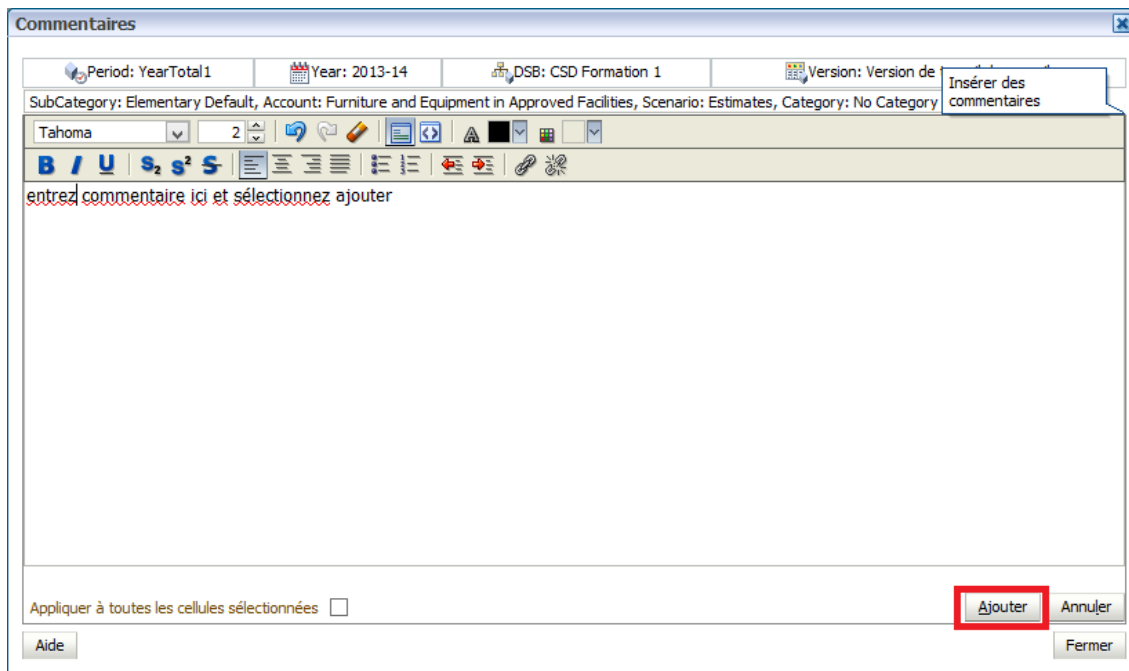 Commentaires
Period: YearTotal1 Year: 2013-14 DSB: CSD Formation 1 Version: Version de
Insérer des
commentaires
SubCategory: Elementary Default, Account: Furniture and Equipment in Approved Facilities, Scenario: Estimates, Category: No Category
Tahoma 2
B I U S2 S2 S
entrez commentaire ici et sélectionnez ajouter
Appliquer à toutes les cellules sélectionnées
Ajouter Annuler
Aide Fermer